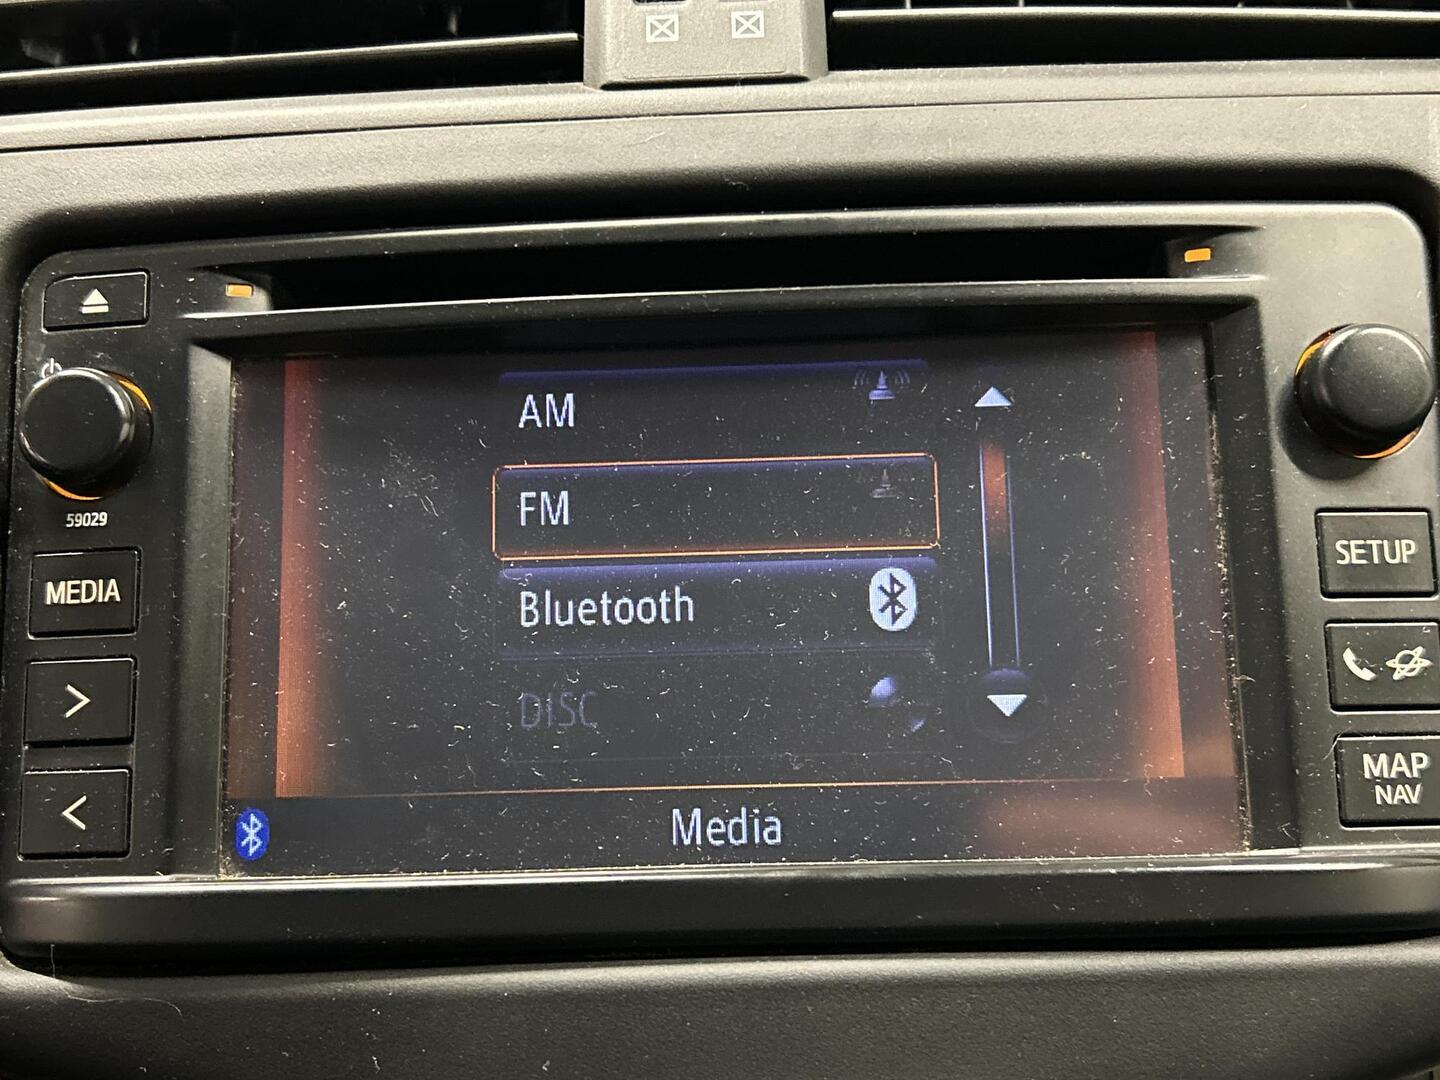 59029
MEDIA
>
<
AM
FM
Bluetooth
DISC
Media
SETUP
MAP
NAV